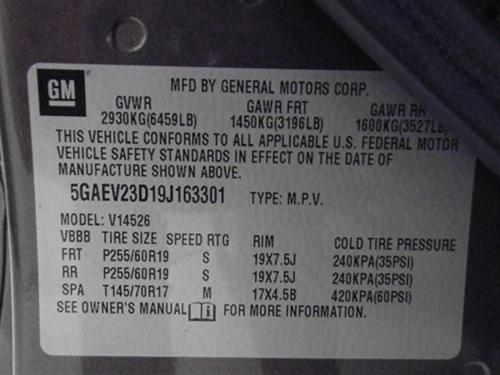 GM
MFD BY GENERAL MOTORS CORP.
GVWR GAWR FRT GAWR RR
2930KG(6459LB) 1450KG(3196LB) 1600KG(3527LB)
THIS VEHICLE CONFORMS TO ALL APPLICABLE U.S. FEDERAL MOTOR
VEHICLE SAFETY STANDARDS IN EFFECT ON THE DATE OF
MANUFACTURE SHOWN ABOVE.
5GAEV23D19J163301 TYPE: M.P.V.
MODEL: V14526
VBBB TIRE SIZE SPEED RTG RIM COLD TIRE PRESSURE
FRT P255/60R19 S 19X7.5J 240KPA(35PSI)
RR P255/60R19 S 19X7.5J 240KPA(35PSI)
SPA T145/70R17 M 17X4.5B 420KPA(60PSI)
SEE OWNER'S MANUAL FOR MORE INFORMATION.